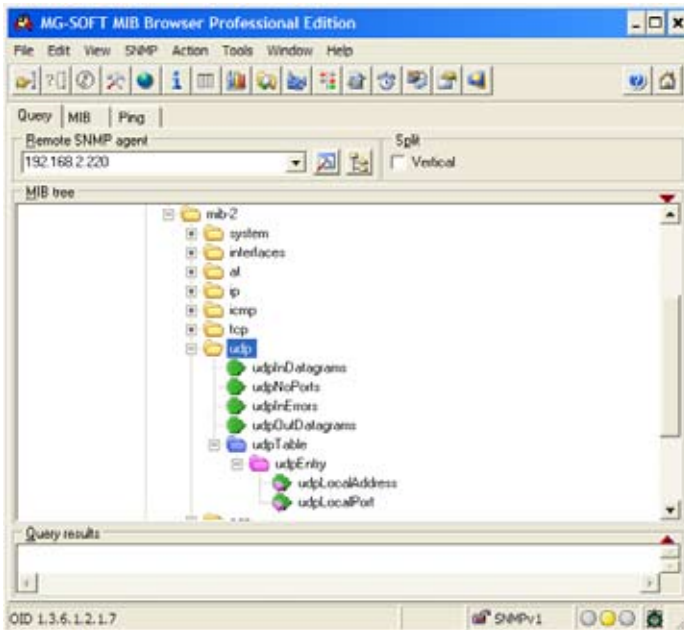 MG-SOFT MIB Browser Professional Edition
File Edit View SNMP Action Tools Window Help
Query MIB Ping
Remote SNMP agent
Split
192.168.2.220
Vertical
MIB tree
mib-2
system
interfaces
at
ip
icmp
tcp
udp
udpInDatagrams
udpNoPorts
udpInErrors
udpOutDatagrams
udpTable
udpEntry
udpLocalAddress
udpLocalPort
Query results
OID 1.3.6.1.2.1.7
SNMPv1